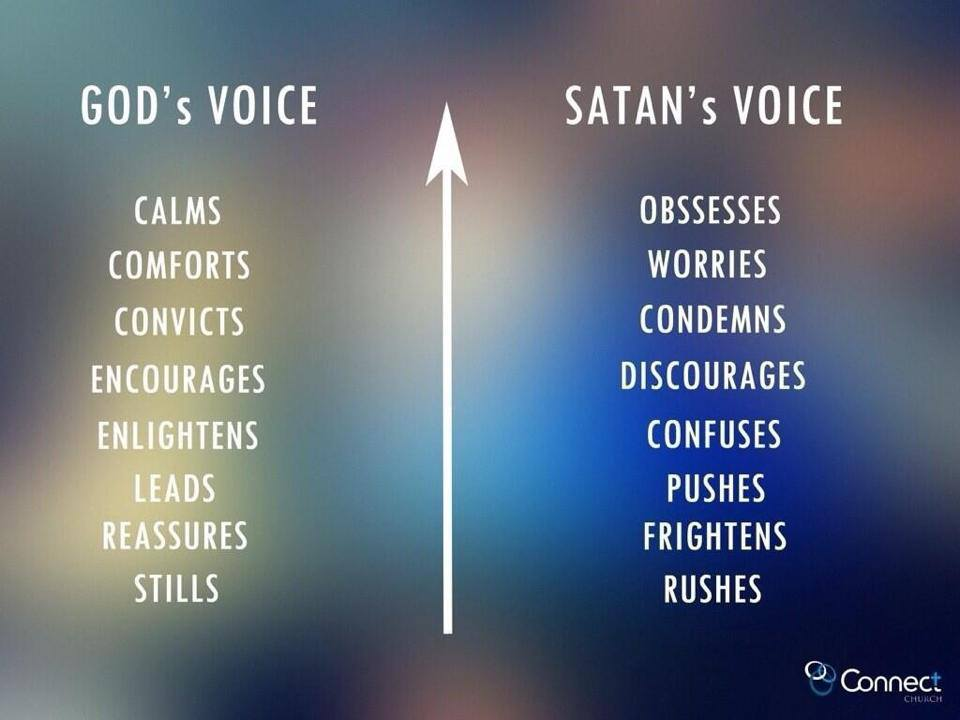 GOD's VOICE
CALMS
COMFORTS
CONVICTS
ENCOURAGES
ENLIGHTENS
LEADS
REASSURES
STILLS
SATAN's VOICE
OBSSESSES
WORRIES
CONDEMNS
DISCOURAGES
CONFUSES
PUSHES
FRIGHTENS
RUSHES
Connect
CHURCH